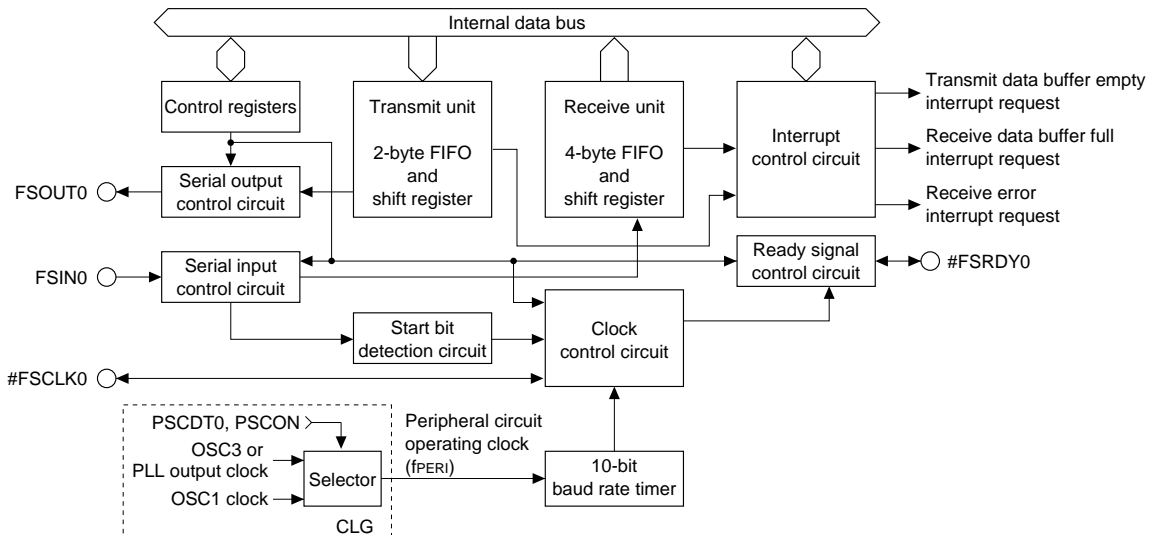 Internal data bus
Control registers
Transmit unit
2-byte FIFO
and
shift register
Receive unit
4-byte FIFO
and
shift register
Interrupt
control circuit
Transmit data buffer empty
interrupt request
Receive data buffer full
interrupt request
Receive error
interrupt request
FSOUT0
Serial output
control circuit
FSIN0
Serial input
control circuit
Ready signal
control circuit
#FSRDY0
Start bit
detection circuit
Clock
control circuit
#FSCLK0
PSCDT0, PSCON
OSC3 or
PLL output clock
OSC1 clock
Selector
CLG
Peripheral circuit
operating clock
(fPERI)
10-bit
baud rate timer